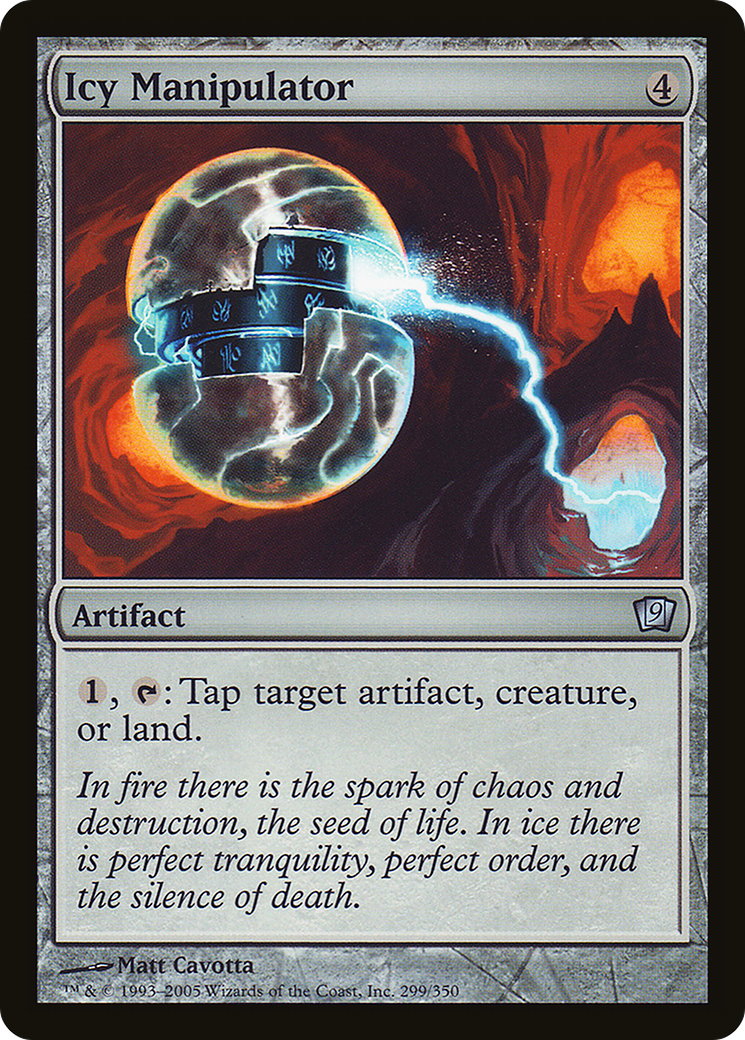 Icy Manipulator 4
Artifact 9
1, : Tap target artifact, creature,
or land.
In fire there is the spark of chaos and
destruction, the seed of life. In ice there
is perfect tranquility, perfect order, and
the silence of death.
Matt Cavotta
™ & © 1993–2005 Wizards of the Coast, Inc. 299/350